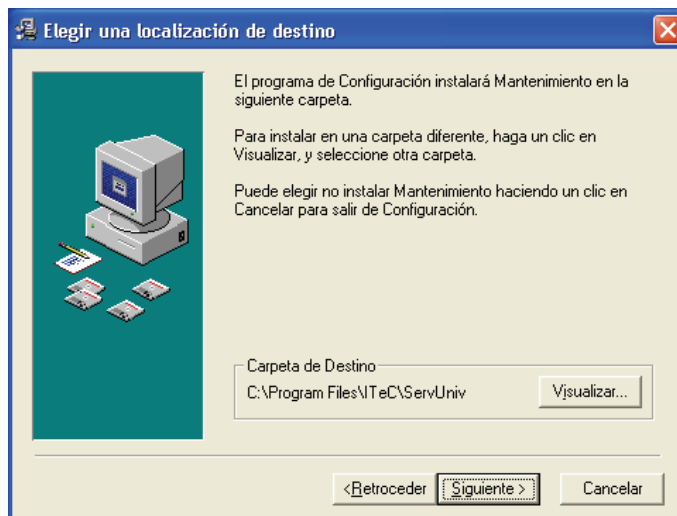 Elegir una localización de destino
El programa de Configuración instalará Mantenimiento en la
siguiente carpeta.
Para instalar en una carpeta diferente, haga un clic en
Visualizar, y seleccione otra carpeta.
Puede elegir no instalar Mantenimiento haciendo un clic en
Cancelar para salir de Configuración.
Carpeta de Destino
C:\Program Files\ITeC\ServUniv
Visualizar...
<Retroceder
Siguiente >
Cancelar